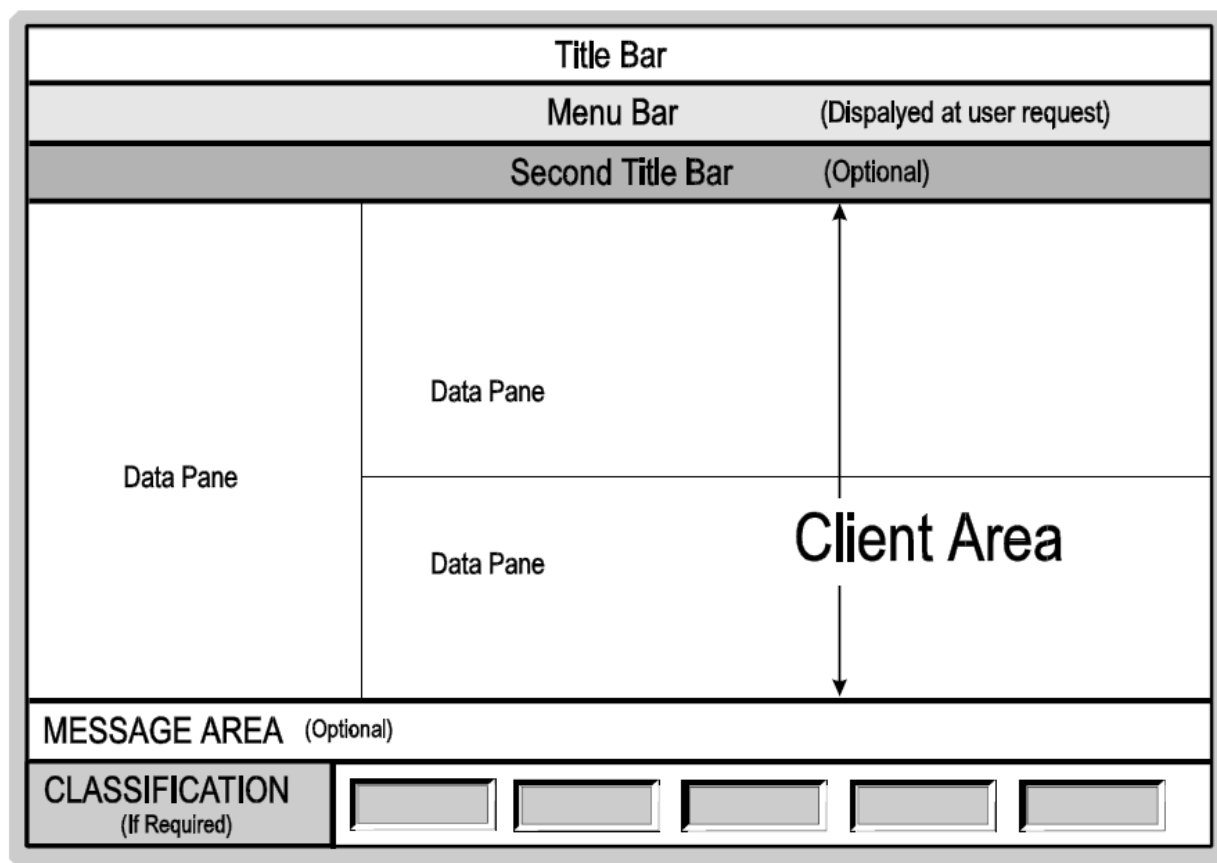 Title Bar
Menu Bar (Dispalyed at user request)
Second Title Bar (Optional)
Data Pane
Data Pane
Data Pane
Client Area
MESSAGE AREA (Optional)
CLASSIFICATION
(If Required)